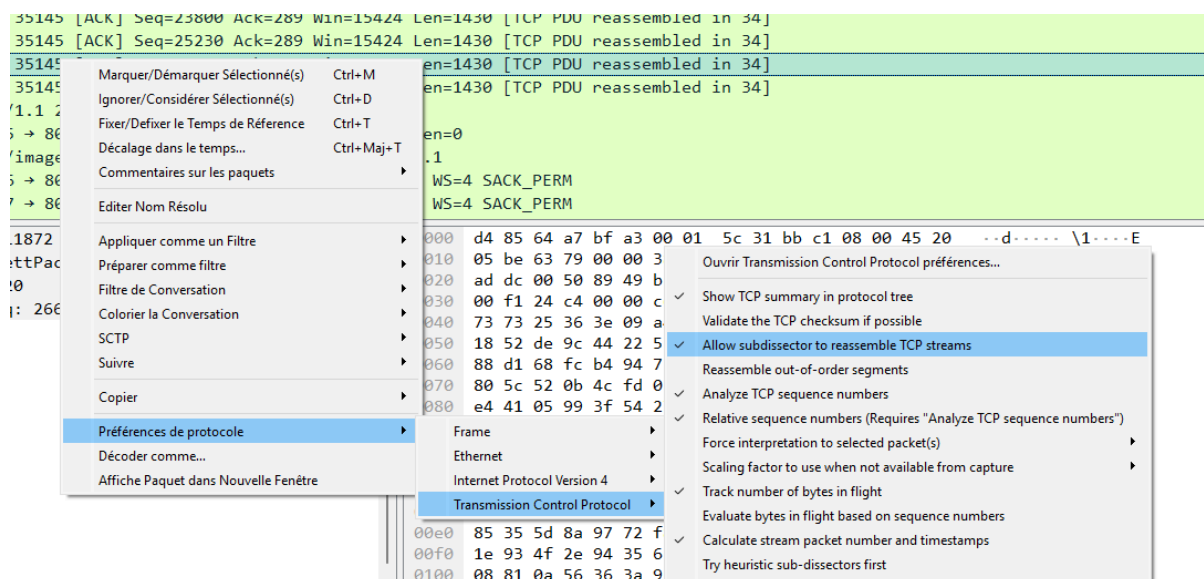 35145 [ACK] Seq=23800 Ack=289 Win=15424 Len=1430 [TCP PDU reassembled in 34]
35145 [ACK] Seq=25230 Ack=289 Win=15424 Len=1430 [TCP PDU reassembled in 34]
35145 en=1430 [TCP PDU reassembled in 34]
35145 en=1430 [TCP PDU reassembled in 34]
/1.1 2
→ 80 en=0
/image .1
→ 80 WS=4 SACK_PERM
→ 80 WS=4 SACK_PERM
Marquer/Démarquer Sélectionné(s) Ctrl+M
Ignorer/Considérer Sélectionné(s) Ctrl+D
Fixer/Defixer le Temps de Réference Ctrl+T
Décalage dans le temps... Ctrl+Maj+T
Commentaires sur les paquets
Editer Nom Résolu
Appliquer comme un Filtre
Préparer comme filtre
Filtre de Conversation
Colorier la Conversation
SCTP
Suivre
Copier
Préférences de protocole
Décoder comme...
Affiche Paquet dans Nouvelle Fenêtre
.1872
ettPac
20
: 266
Frame
Ethernet
Internet Protocol Version 4
Transmission Control Protocol
000 d4 85 64 a7 bf a3 00 01 5c 31 bb c1 08 00 45 20 ··d····· \1····E
010 05 be 63 79 00 00 3
020 ad dc 00 50 89 49 b
030 00 f1 24 c4 00 00 c
040 73 73 25 36 3e 09 a
050 18 52 de 9c 44 22 5
060 88 d1 68 fc b4 94 7
070 80 5c 52 0b 4c fd 0
080 e4 41 05 99 3f 54 2
00e0 85 35 5d 8a 97 72 f
00f0 1e 93 4f 2e 94 35 6
0100 08 81 0a 56 36 3a 9
Ouvrir Transmission Control Protocol préférences...
Show TCP summary in protocol tree
Validate the TCP checksum if possible
Allow subdissector to reassemble TCP streams
Reassemble out-of-order segments
Analyze TCP sequence numbers
Relative sequence numbers (Requires "Analyze TCP sequence numbers")
Force interpretation to selected packet(s)
Scaling factor to use when not available from capture
Track number of bytes in flight
Evaluate bytes in flight based on sequence numbers
Calculate stream packet number and timestamps
Try heuristic sub-dissectors first